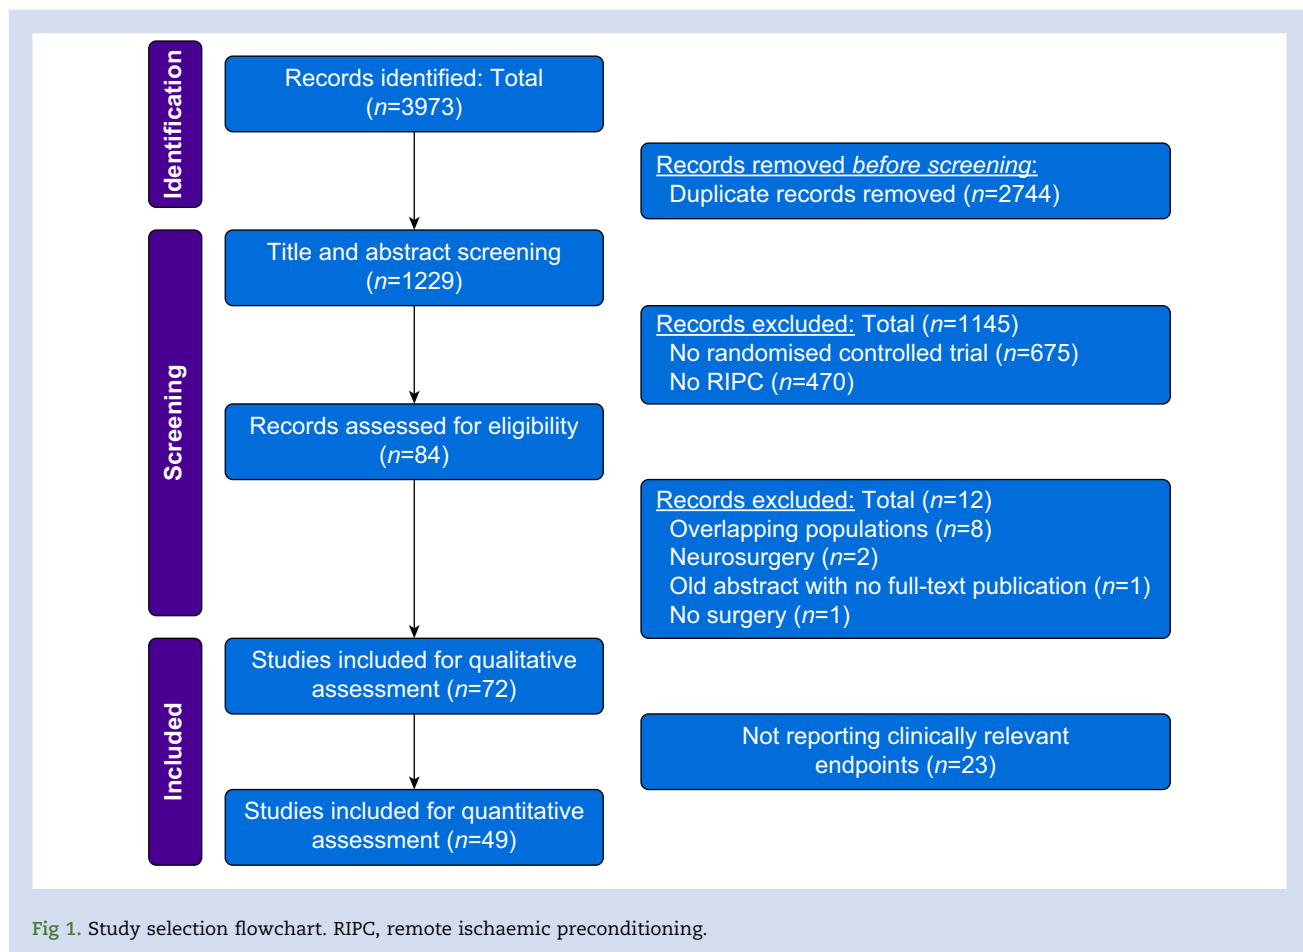 Identification
Records identified: Total
(n=3973)
Records removed before screening:
Duplicate records removed (n=2744)
Screening
Title and abstract screening
(n=1229)
Records excluded: Total (n=1145)
No randomised controlled trial (n=675)
No RIPC (n=470)
Records assessed for eligibility
(n=84)
Records excluded: Total (n=12)
Overlapping populations (n=8)
Neurosurgery (n=2)
Old abstract with no full-text publication (n=1)
No surgery (n=1)
Included
Studies included for qualitative
assessment (n=72)
Not reporting clinically relevant
endpoints (n=23)
Studies included for quantitative
assessment (n=49)
Fig 1. Study selection flowchart. RIPC, remote ischaemic preconditioning.